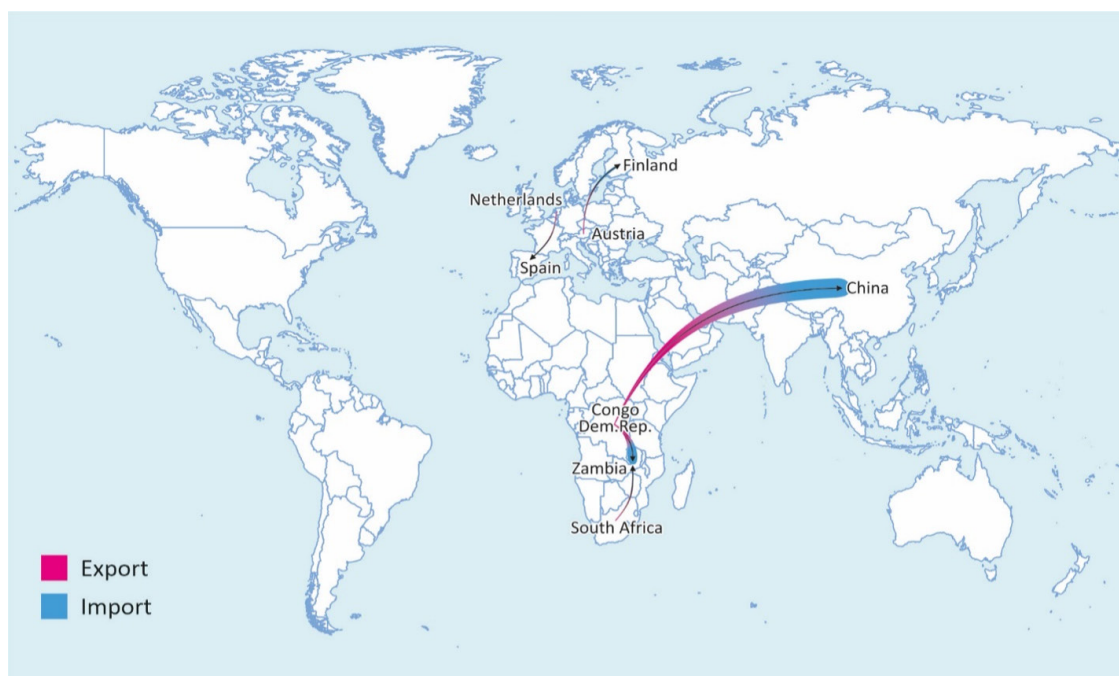 Finland
Netherlands
Austria
Spain
China
Congo
Dem.Rep.
Zambia
South Africa
Export
Import